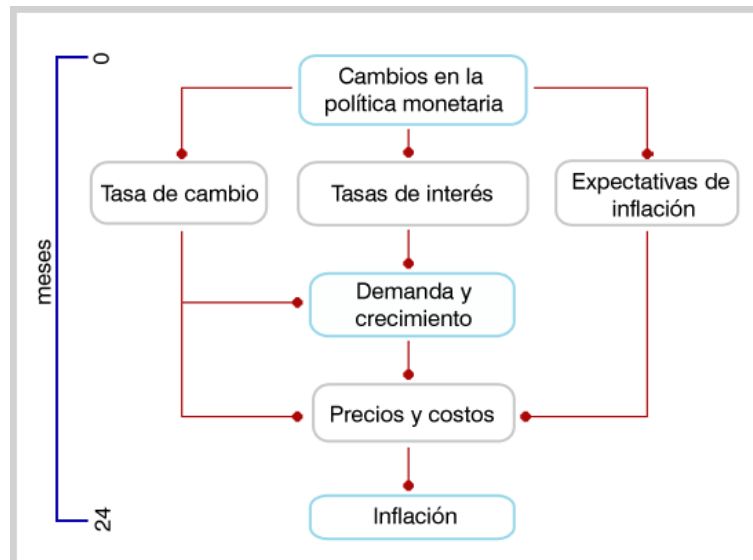 0
Cambios en la
política monetaria
Tasa de cambio
Tasas de interés
Expectativas de
inflación
meses
Demanda y
crecimiento
Precios y costos
Inflación
24